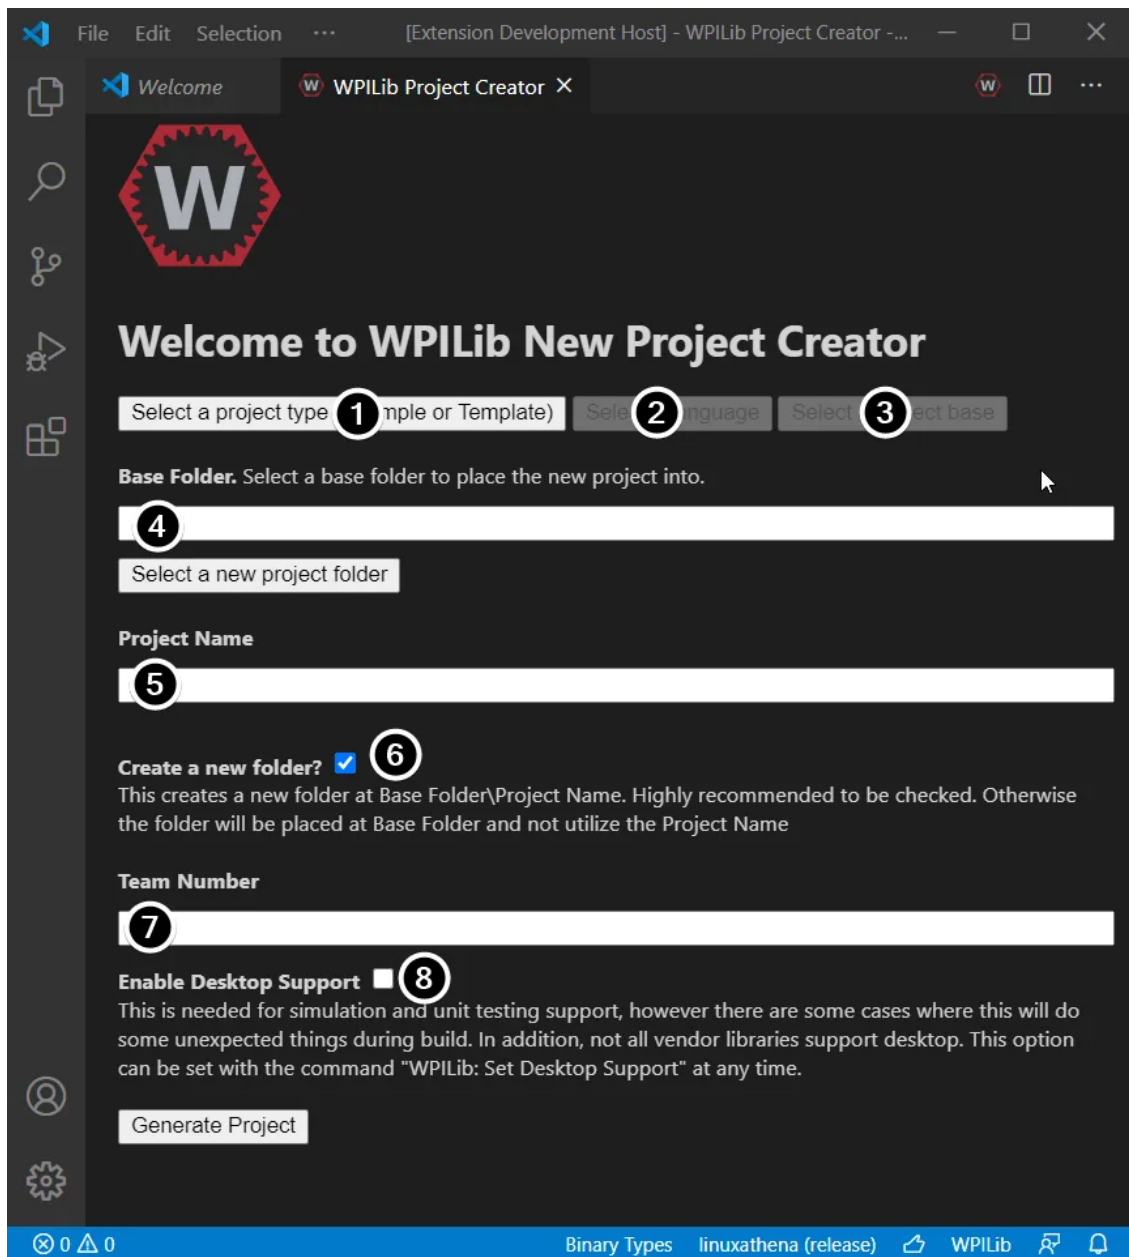 File Edit Selection ··· [Extension Development Host] - WPILib Project Creator -...
Welcome W WPILib Project Creator W
W
Welcome to WPILib New Project Creator
Select a project type 1 mple or Template) 2 3 ect base
Base Folder. Select a base folder to place the new project into.
4
Select a new project folder
Project Name
5
Create a new folder? 6
This creates a new folder at Base Folder\Project Name. Highly recommended to be checked. Otherwise
the folder will be placed at Base Folder and not utilize the Project Name
Team Number
7
Enable Desktop Support 8
This is needed for simulation and unit testing support, however there are some cases where this will do
some unexpected things during build. In addition, not all vendor libraries support desktop. This option
can be set with the command "WPILib: Set Desktop Support" at any time.
Generate Project
0 0 Binary Types linuxathena (release) WPILib